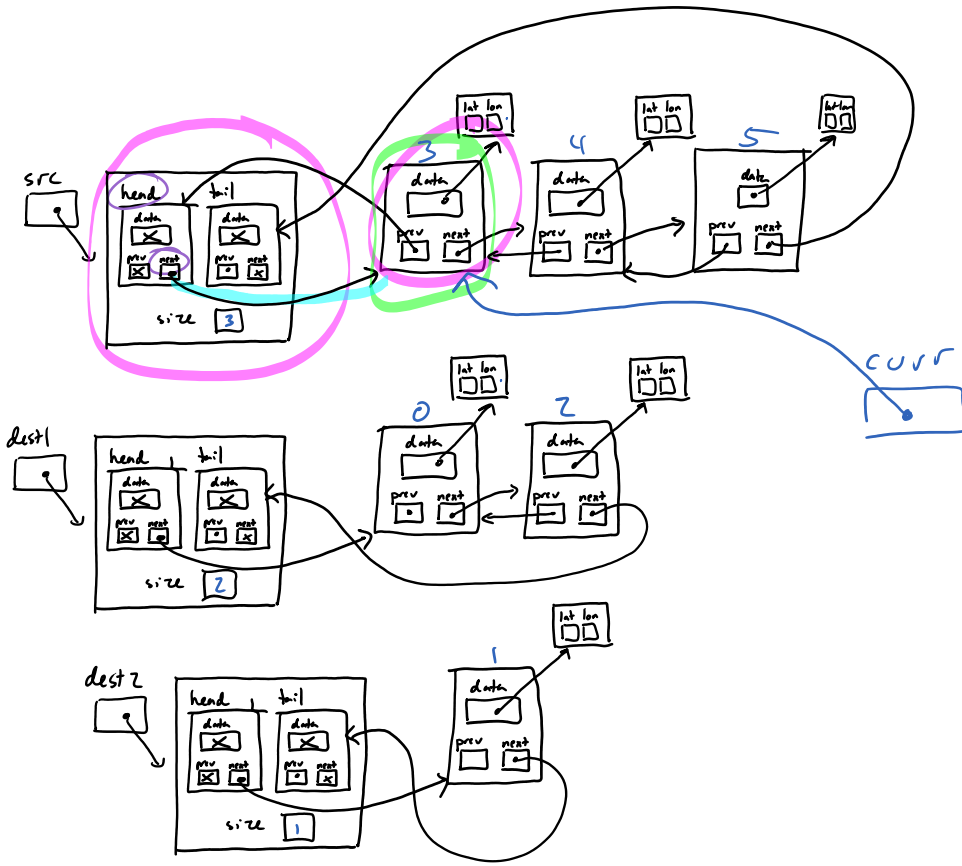 lat lon
lat lon
lat lon
3
4
5
src
head tail
data data
prev next prev next
size 3
data
prev next
data
prev next
data
prev next
curr
lat lon
lat lon
0
2
dest1
head tail
data data
prev next prev next
size 2
data
prev next
data
prev next
lat lon
1
dest2
head tail
data data
prev next prev next
size 1
data
prev next